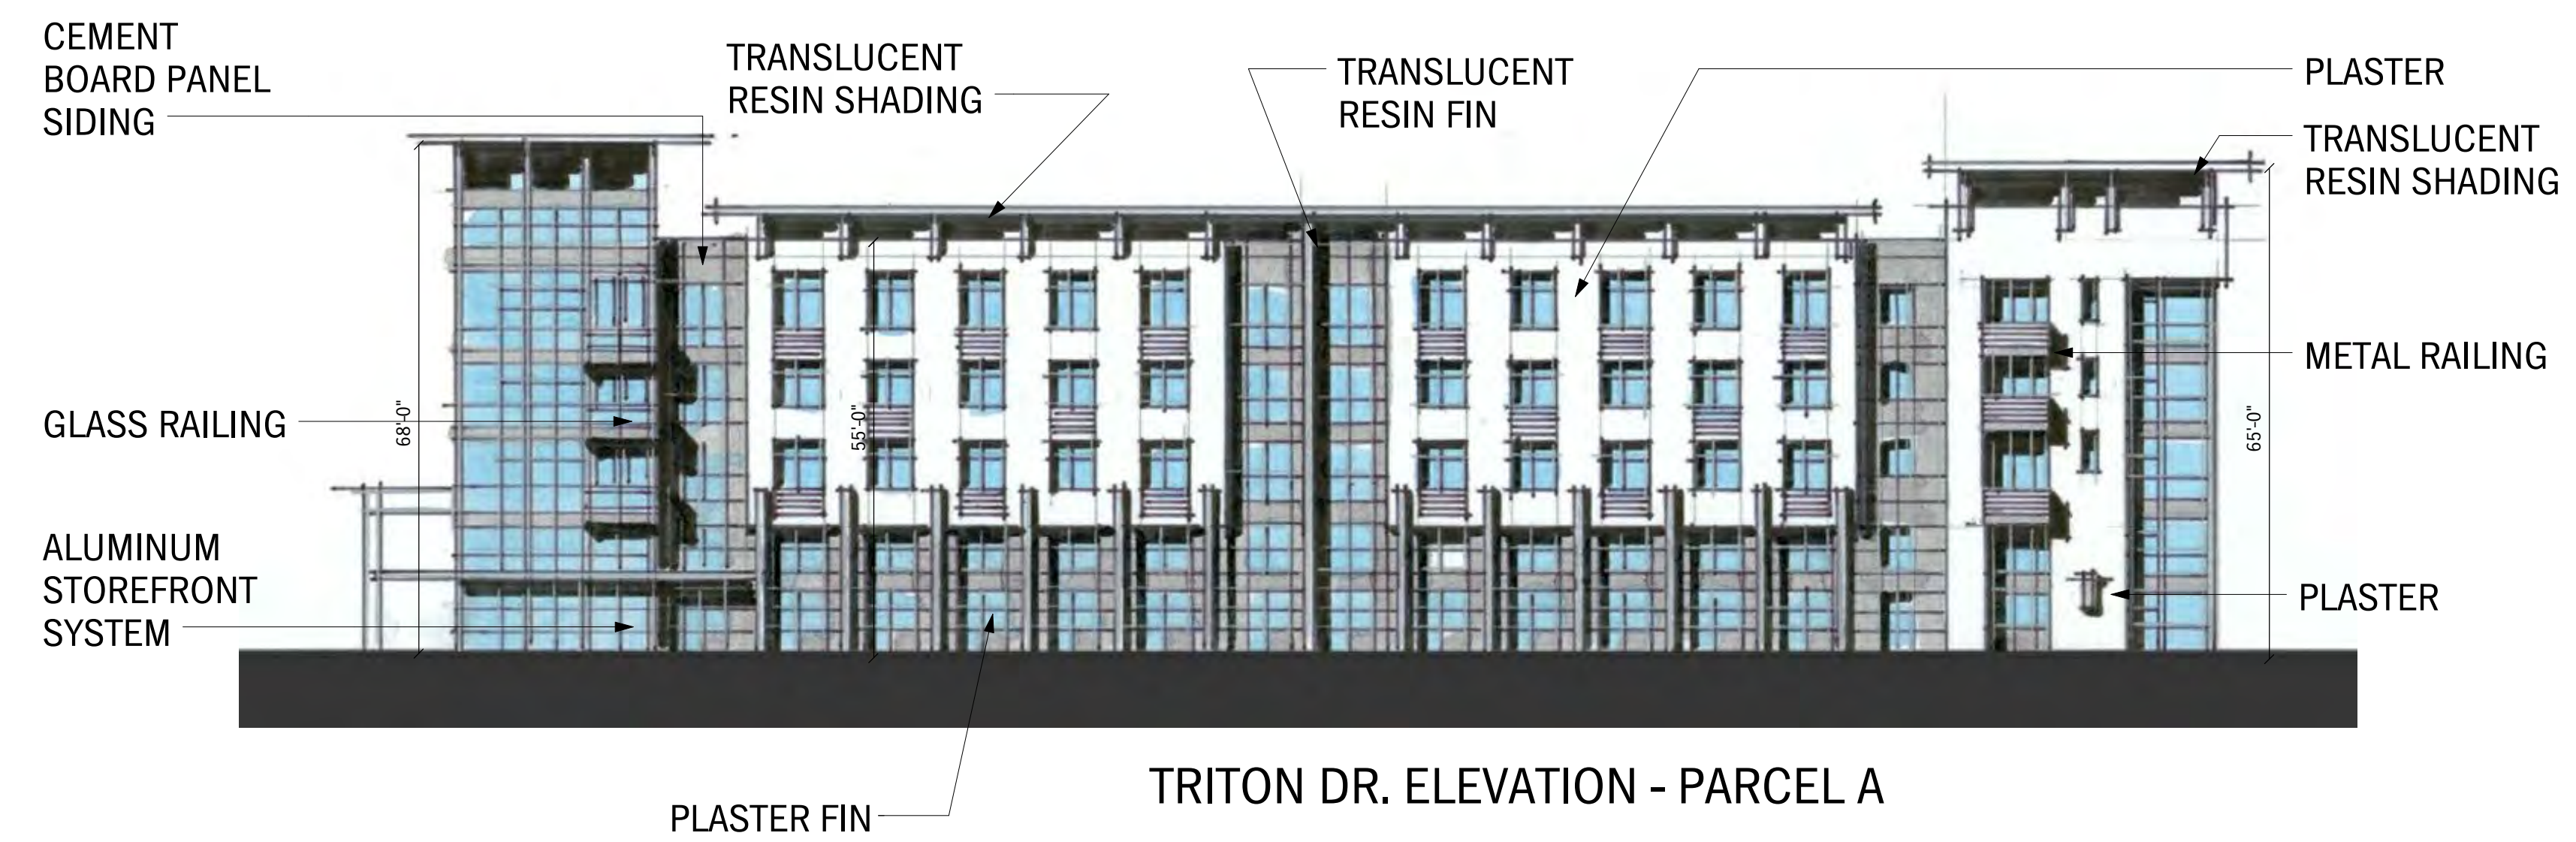 CEMENT
BOARD PANEL
SIDING
TRANSLUCENT
RESIN SHADING
TRANSLUCENT
RESIN FIN
PLASTER
TRANSLUCENT
RESIN SHADING
GLASS RAILING
68'-0"
55'-0"
65'-0"
METAL RAILING
ALUMINUM
STOREFRONT
SYSTEM
PLASTER
PLASTER FIN
TRITON DR. ELEVATION - PARCEL A